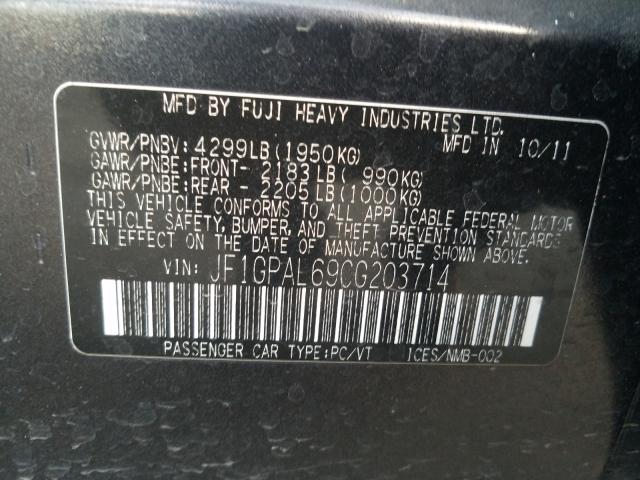 MFD BY FUJI HEAVY INDUSTRIES LTD.
GVWR/PNBV: 4299LB (1950KG) MFD IN 10/11
GAWR/PNBE: FRONT- 2183 LB ( 990KG)
GAWR/PNBE: REAR - 2205 LB (1000KG)
THIS VEHICLE CONFORMS TO ALL APPLICABLE FEDERAL MOTOR
VEHICLE SAFETY, BUMPER, AND THEFT PREVENTION STANDARDS
IN EFFECT ON THE DATE OF MANUFACTURE SHOWN ABOVE.
VIN: JF1GPAL69CG203714
PASSENGER CAR TYPE:PC/VT ICES/NMB-002